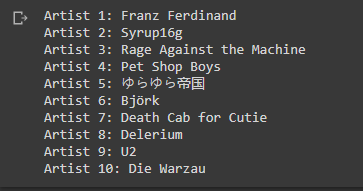 Artist 1: Franz Ferdinand
Artist 2: Syrup16g
Artist 3: Rage Against the Machine
Artist 4: Pet Shop Boys
Artist 5: ゆらゆら帝国
Artist 6: Björk
Artist 7: Death Cab for Cutie
Artist 8: Delerium
Artist 9: U2
Artist 10: Die Warzau